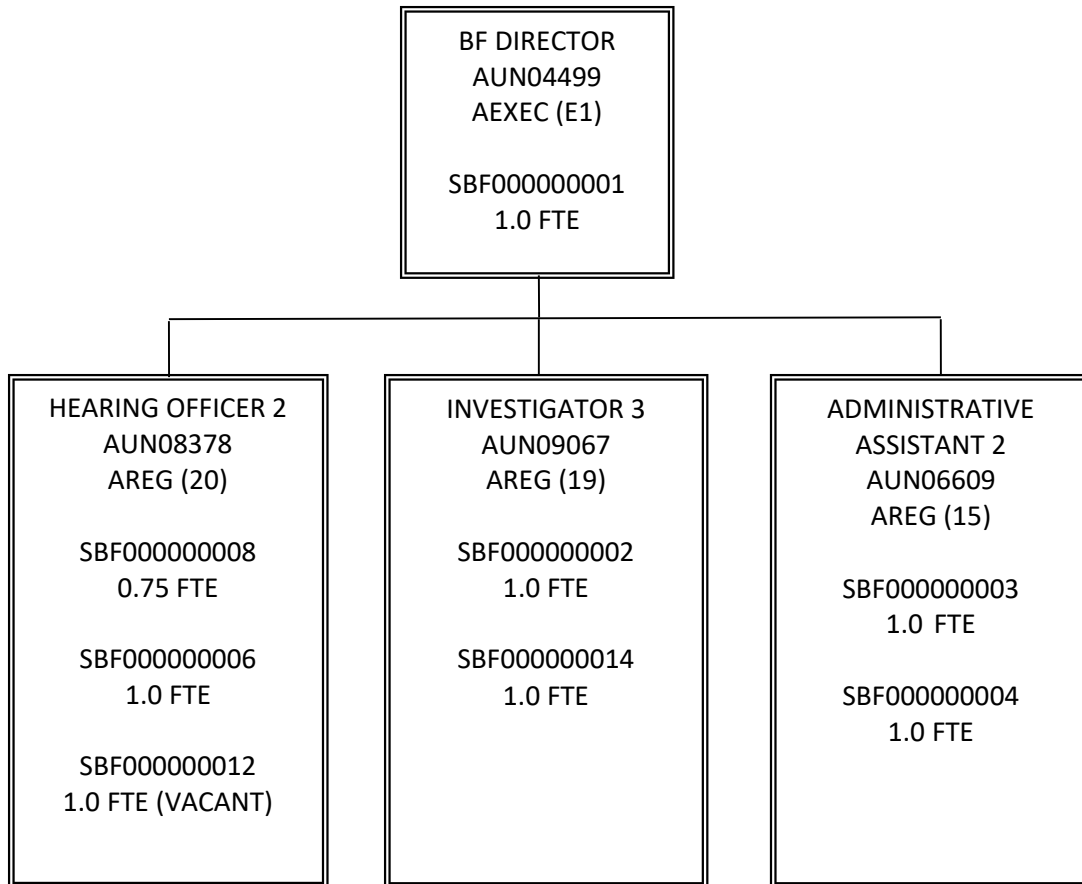 BF DIRECTOR
AUN04499
AEXEC (E1)
SBF000000001
1.0 FTE
HEARING OFFICER 2
AUN08378
AREG (20)
SBF000000008
0.75 FTE
SBF000000006
1.0 FTE
SBF000000012
1.0 FTE (VACANT)
INVESTIGATOR 3
AUN09067
AREG (19)
SBF000000002
1.0 FTE
SBF000000014
1.0 FTE
ADMINISTRATIVE
ASSISTANT 2
AUN06609
AREG (15)
SBF000000003
1.0 FTE
SBF000000004
1.0 FTE